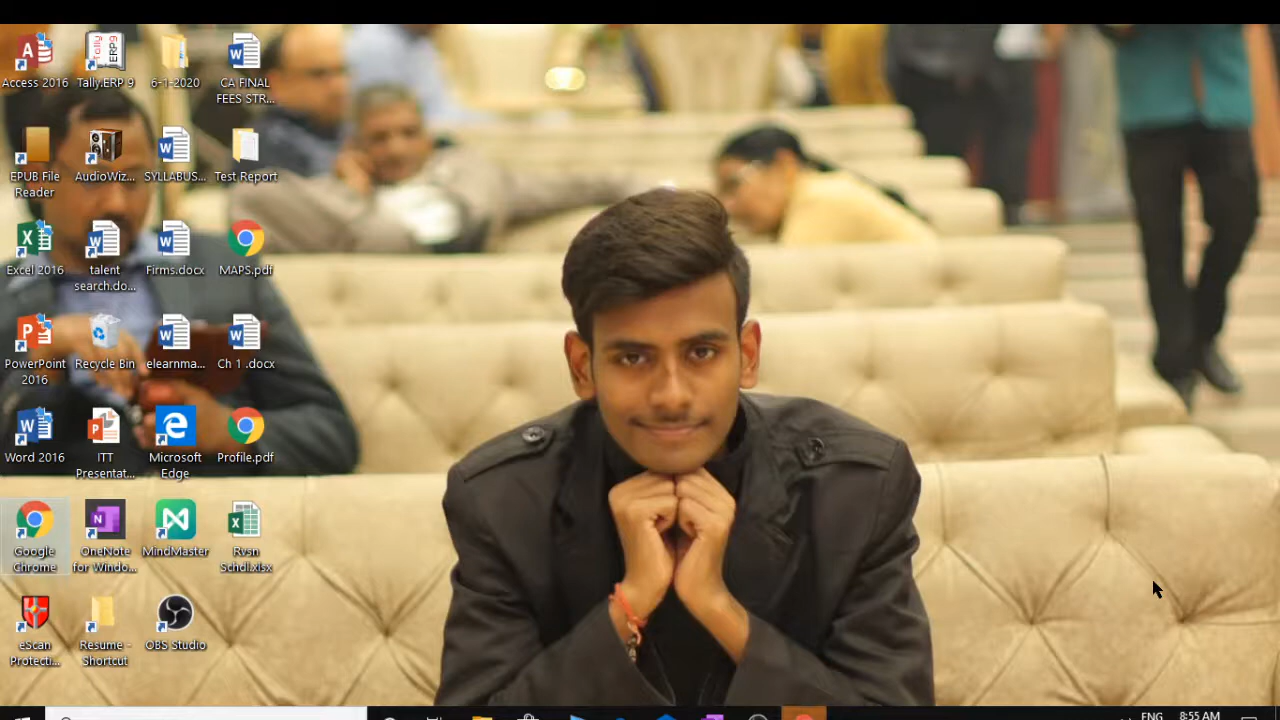 Access 2016
Tally.ERP 9
6-1-2020
CA FINAL
FEES STR...
EPUB File
Reader
AudioWiz...
SYLLABUS...
Test Report
Excel 2016
talent
search.do...
Firms.docx
MAPS.pdf
PowerPoint
2016
Recycle Bin
elearnma...
Ch 1 .docx
Word 2016
ITT
Presentat...
Microsoft
Edge
Profile.pdf
Google
Chrome
OneNote
for Windo...
MindMaster
Rvsn
Schdl.xlsx
eScan
Protecti...
Resume -
Shortcut
OBS Studio
ENG
8:55 AM